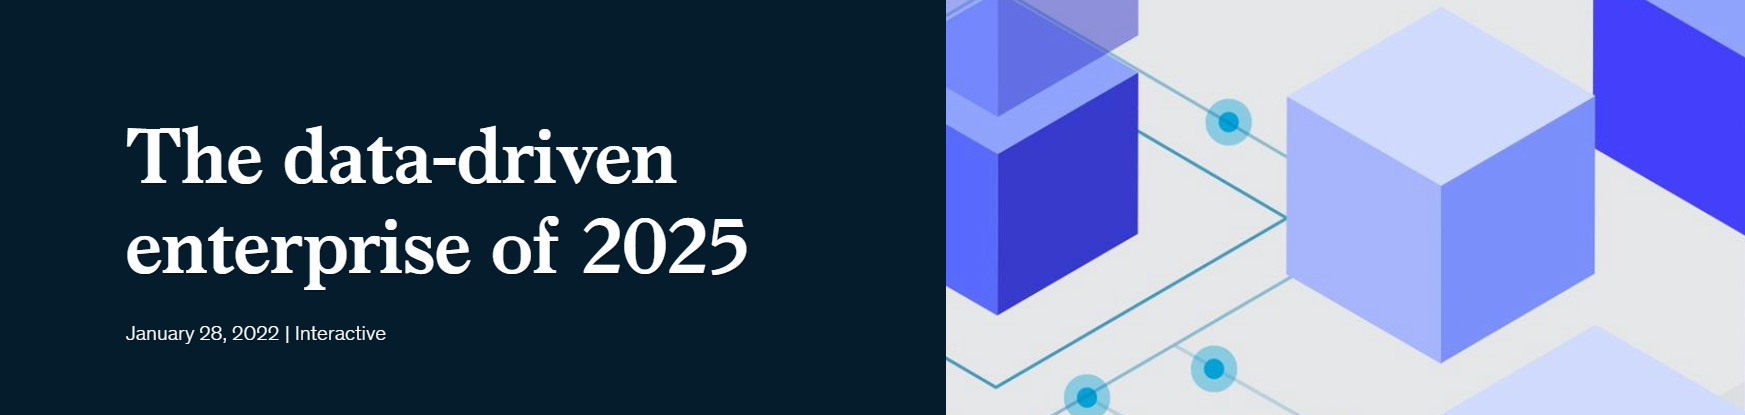 The data-driven
enterprise of 2025
January 28, 2022 | Interactive